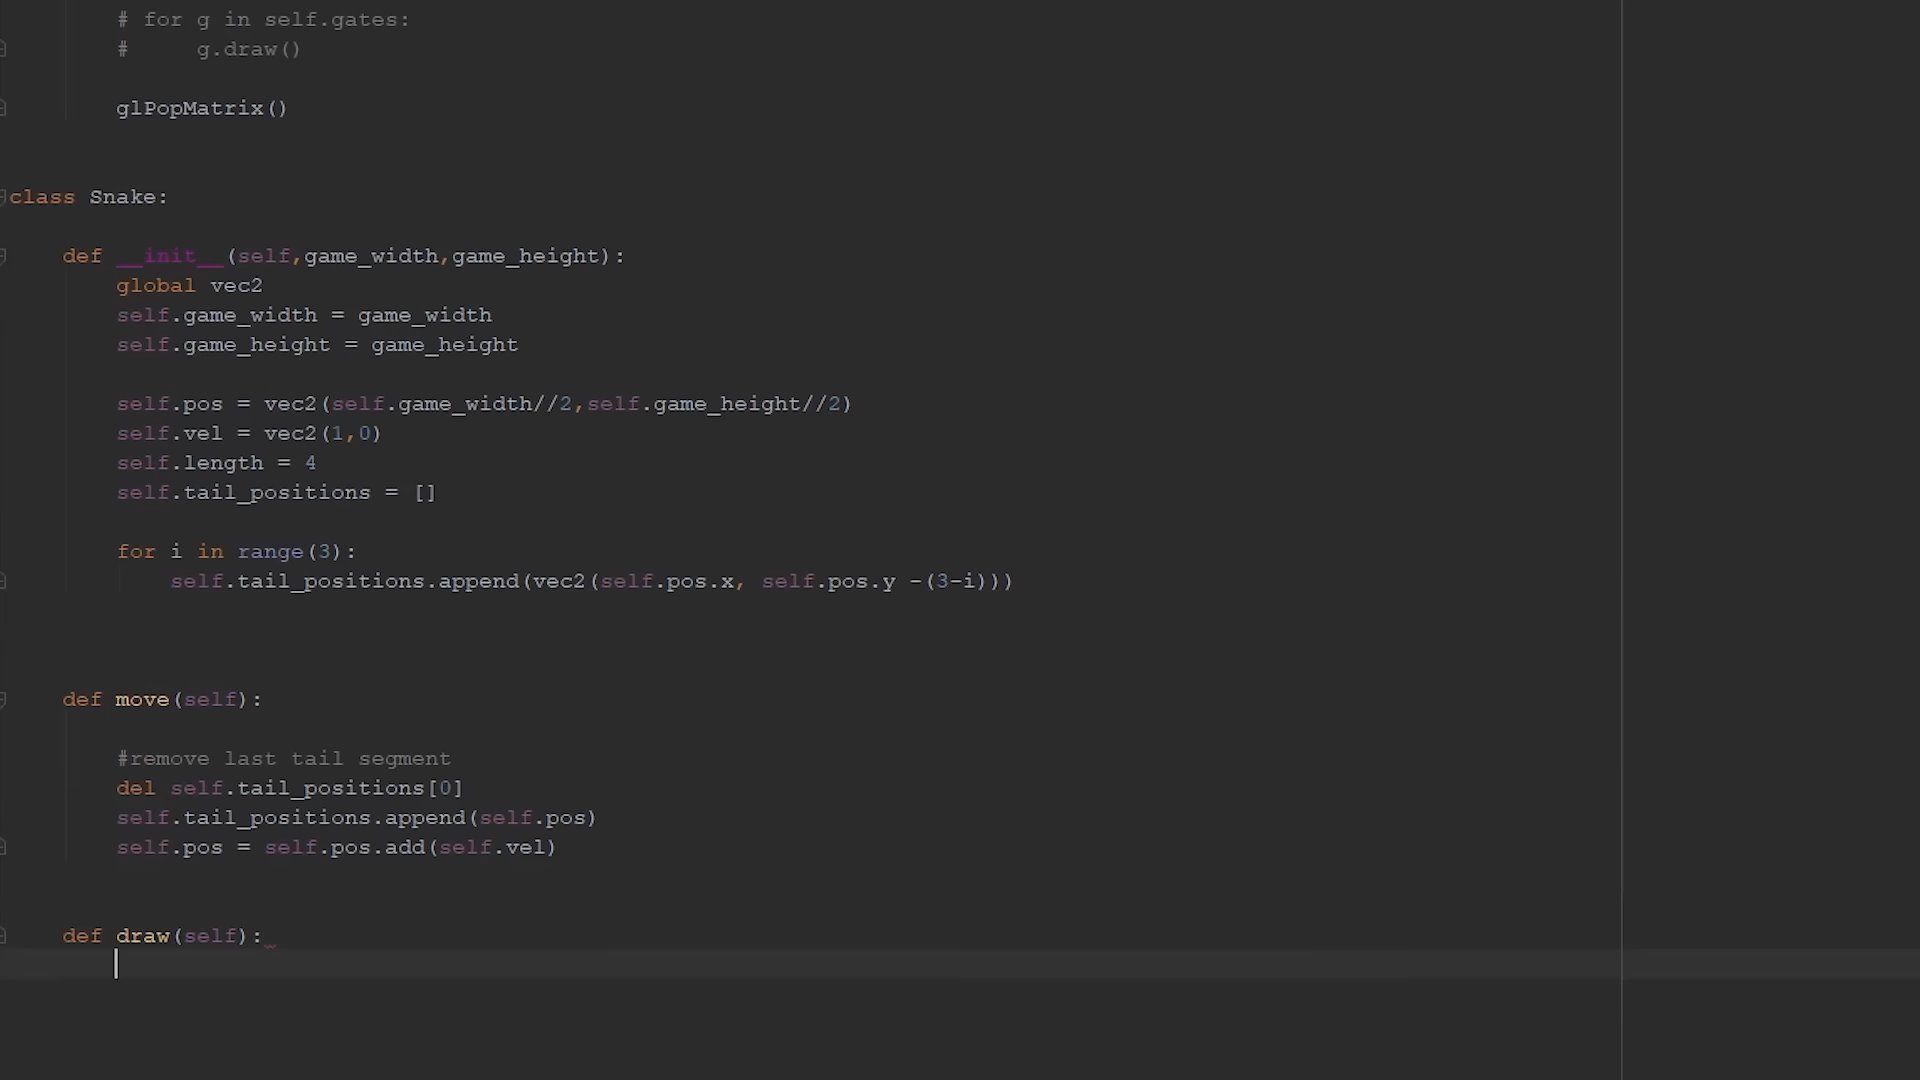 # for g in self.gates:
#     g.draw()
glPopMatrix()
class Snake:
def __init__(self,game_width,game_height):
global vec2
self.game_width = game_width
self.game_height = game_height
self.pos = vec2(self.game_width//2,self.game_height//2)
self.vel = vec2(1,0)
self.length = 4
self.tail_positions = []
for i in range(3):
self.tail_positions.append(vec2(self.pos.x, self.pos.y -(3-i)))
def move(self):
#remove last tail segment
del self.tail_positions[0]
self.tail_positions.append(self.pos)
self.pos = self.pos.add(self.vel)
def draw(self):